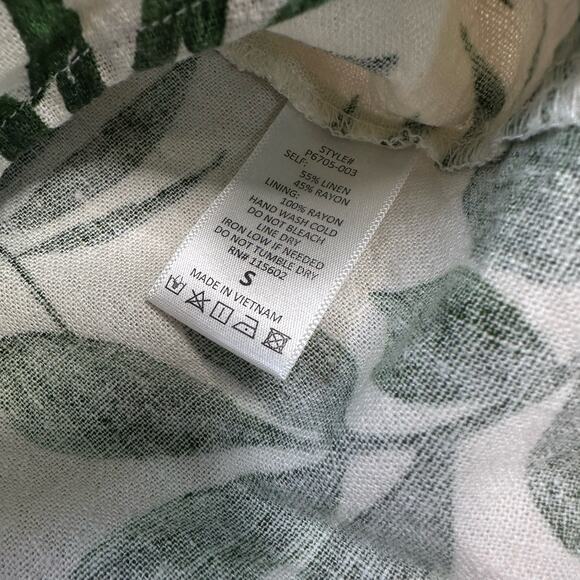 STYLE#
P6705-003
SELF:
55% LINEN
45% RAYON
LINING:
100% RAYON
HAND WASH COLD
DO NOT BLEACH
LINE DRY
IRON LOW IF NEEDED
DO NOT TUMBLE DRY
RN# 115602
S
MADE IN VIETNAM